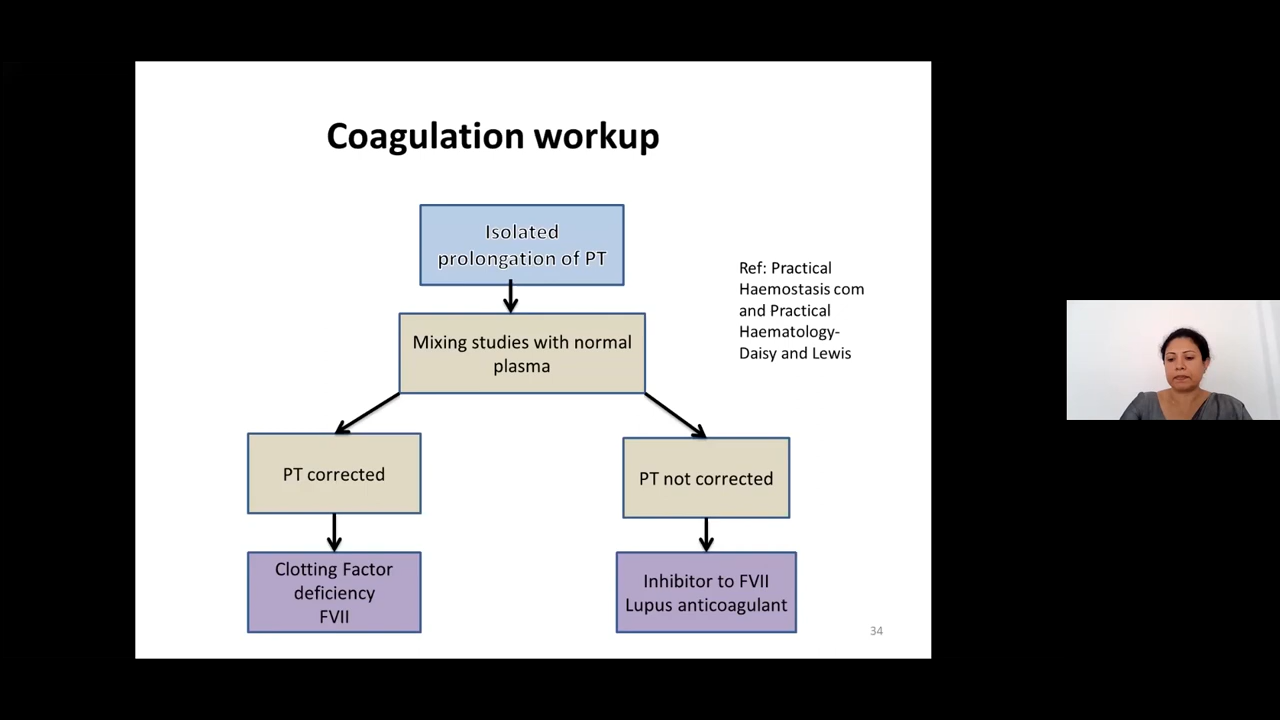 Coagulation workup
Isolated
prolongation of PT
Mixing studies with normal
plasma
Ref: Practical
Haemostasis com
and Practical
Haematology-
Daisy and Lewis
PT corrected
PT not corrected
Clotting Factor
deficiency
FVII
Inhibitor to FVII
Lupus anticoagulant
34